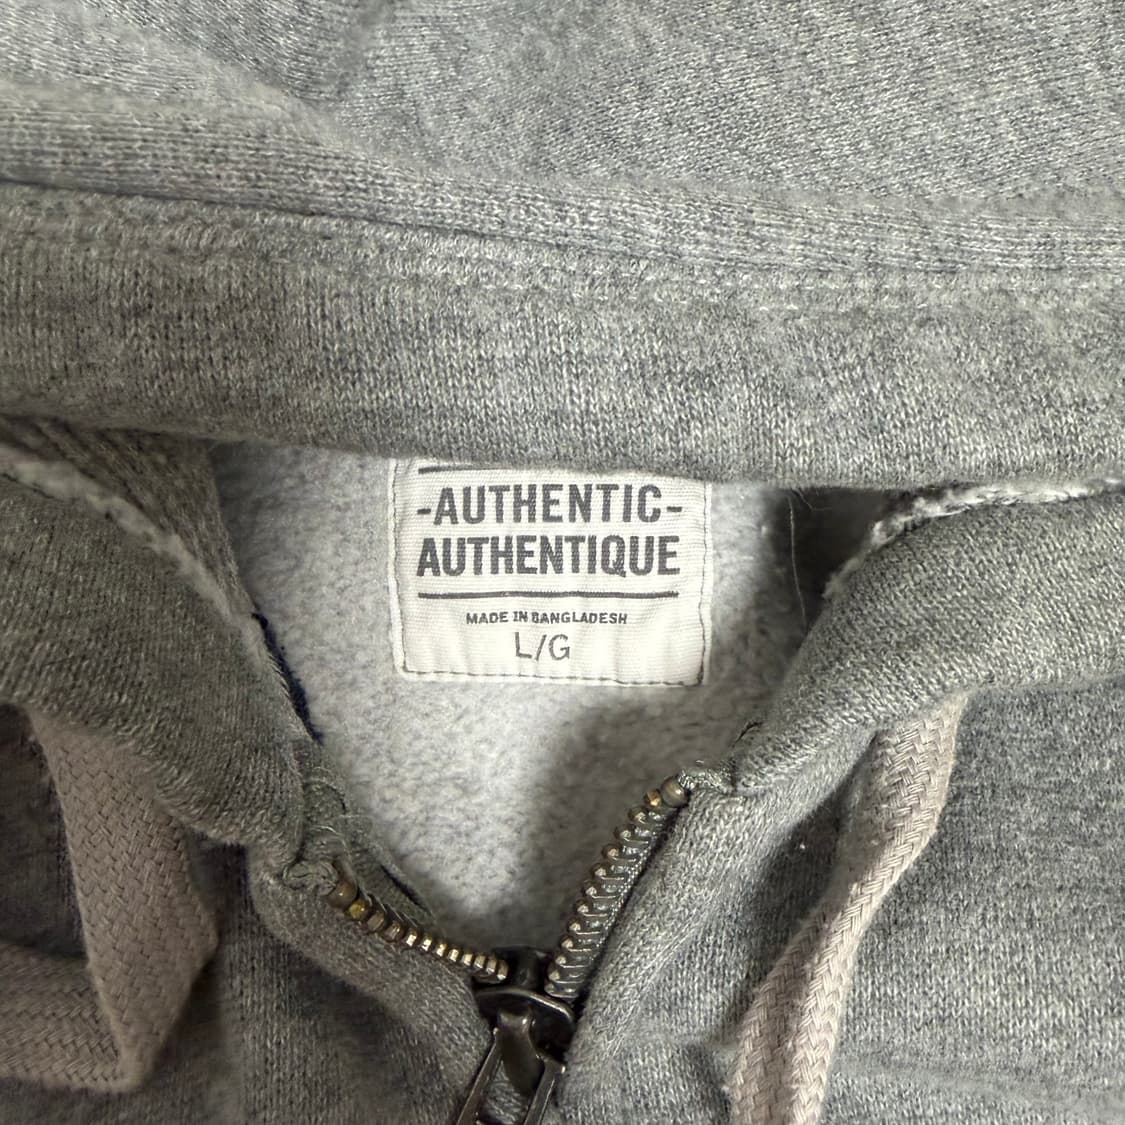 -AUTHENTIC-
AUTHENTIQUE
MADE IN BANGLADESH
L/G